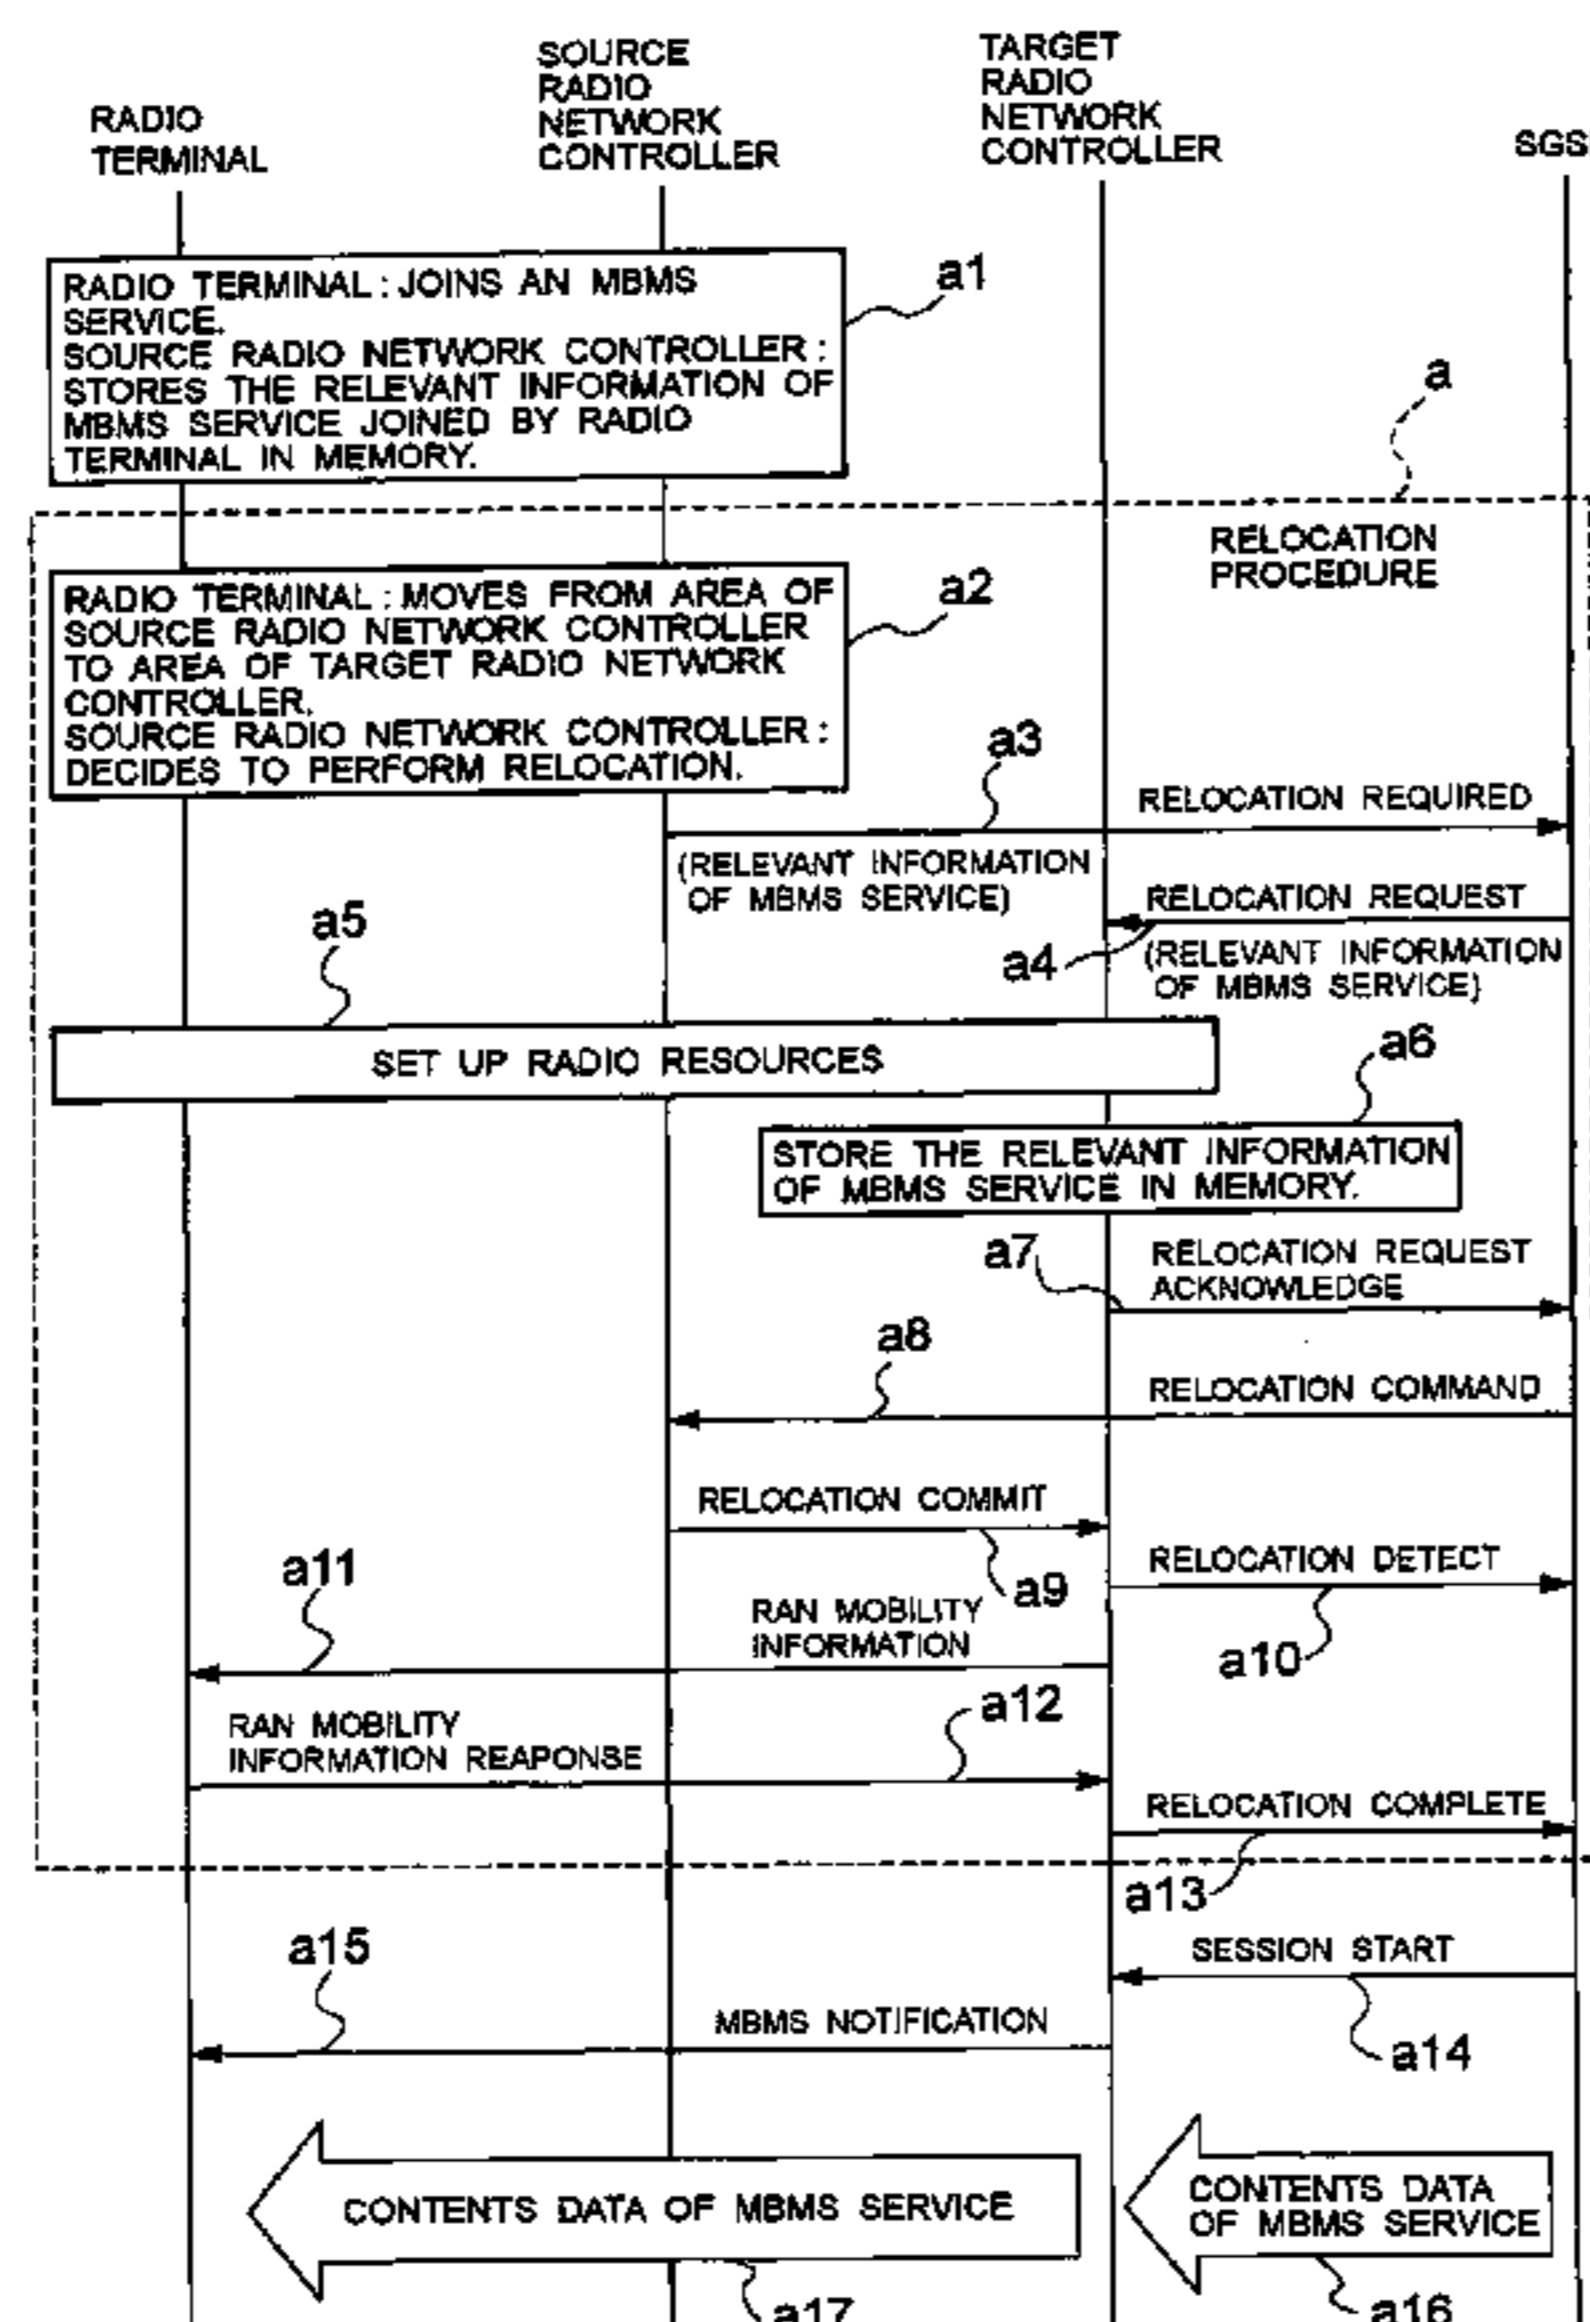 RADIO
TERMINAL
SOURCE
RADIO
NETWORK
CONTROLLER
TARGET
RADIO
NETWORK
CONTROLLER
RADIO TERMINAL : JOINS AN MBMS
SERVICE.
SOURCE RADIO NETWORK CONTROLLER :
STORES THE RELEVANT INFORMATION OF
MBMS SERVICE JOINED BY RADIO
TERMINAL IN MEMORY.
a1
a
RELOCATION
PROCEDURE
RADIO TERMINAL : MOVES FROM AREA OF
SOURCE RADIO NETWORK CONTROLLER
TO AREA OF TARGET RADIO NETWORK
CONTROLLER.
SOURCE RADIO NETWORK CONTROLLER :
DECIDES TO PERFORM RELOCATION.
a2
a3
RELOCATION REQUIRED
(RELEVANT INFORMATION
OF MBMS SERVICE)
RELOCATION REQUEST
a4
(RELEVANT INFORMATION
OF MBMS SERVICE)
a5
SET UP RADIO RESOURCES
a6
STORE THE RELEVANT INFORMATION
OF MBMS SERVICE IN MEMORY.
a7
RELOCATION REQUEST
ACKNOWLEDGE
a8
RELOCATION COMMAND
RELOCATION COMMIT
a9
RELOCATION DETECT
a10
a11
RAN MOBILITY
INFORMATION
a12
RAN MOBILITY
INFORMATION REAPONSE
RELOCATION COMPLETE
a13
SESSION START
a14
a15
MBMS NOTIFICATION
CONTENTS DATA OF MBMS SERVICE
a17
CONTENTS DATA
OF MBMS SERVICE
a16